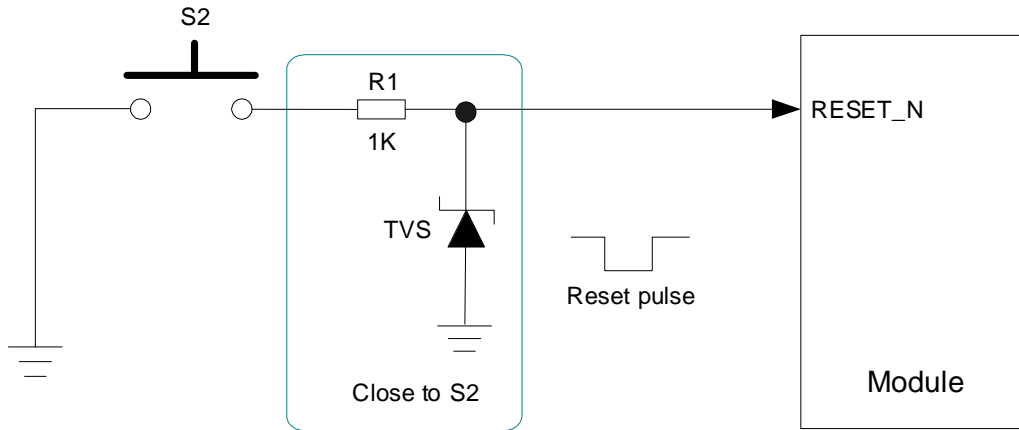 S2
R1
1K
RESET_N
TVS
Reset pulse
Close to S2
Module